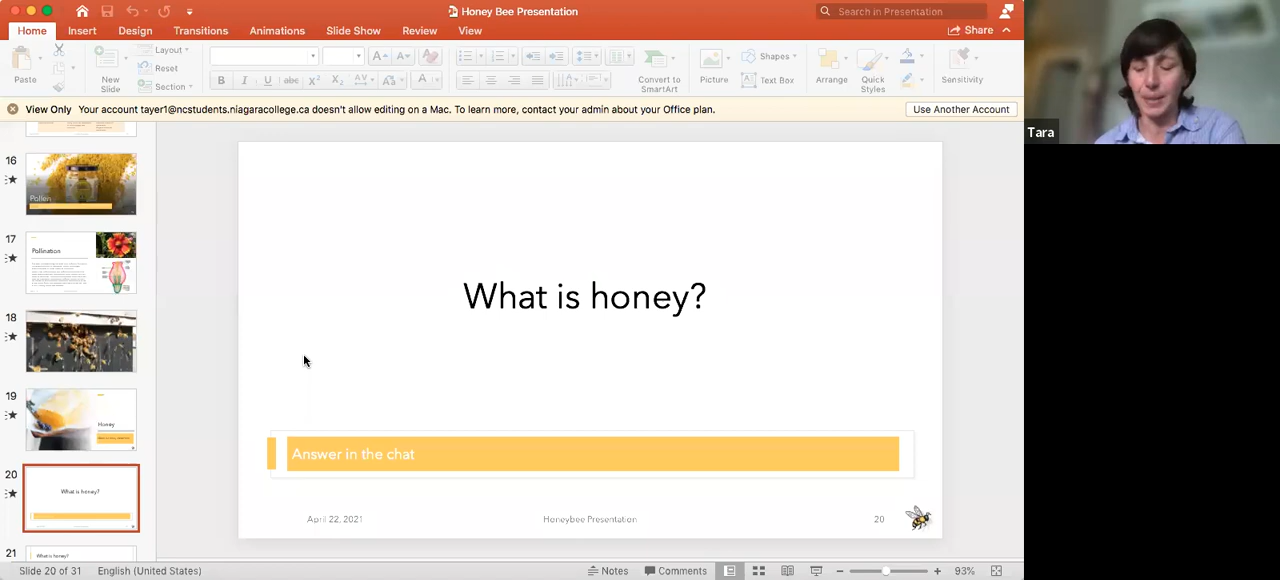 Honey Bee Presentation
Search in Presentation
Home Insert Design Transitions Animations Slide Show Review View
Share
Paste
New Slide
Layout
Reset
Section
B I U abc X² X₂ AV Aa
A
Convert to SmartArt
Picture
Shapes
Text Box
Arrange
Quick Styles
Sensitivity
View Only Your account tayer1@ncstudents.niagaracollege.ca doesn't allow editing on a Mac. To learn more, contact your admin about your Office plan.
Use Another Account
Tara
16
Pollen
17
Pollination
18
19
Honey
20
What is honey?
21
What is honey?
What is honey?
Answer in the chat
April 22, 2021
Honeybee Presentation
20
Slide 20 of 31
English (United States)
Notes
Comments
93%